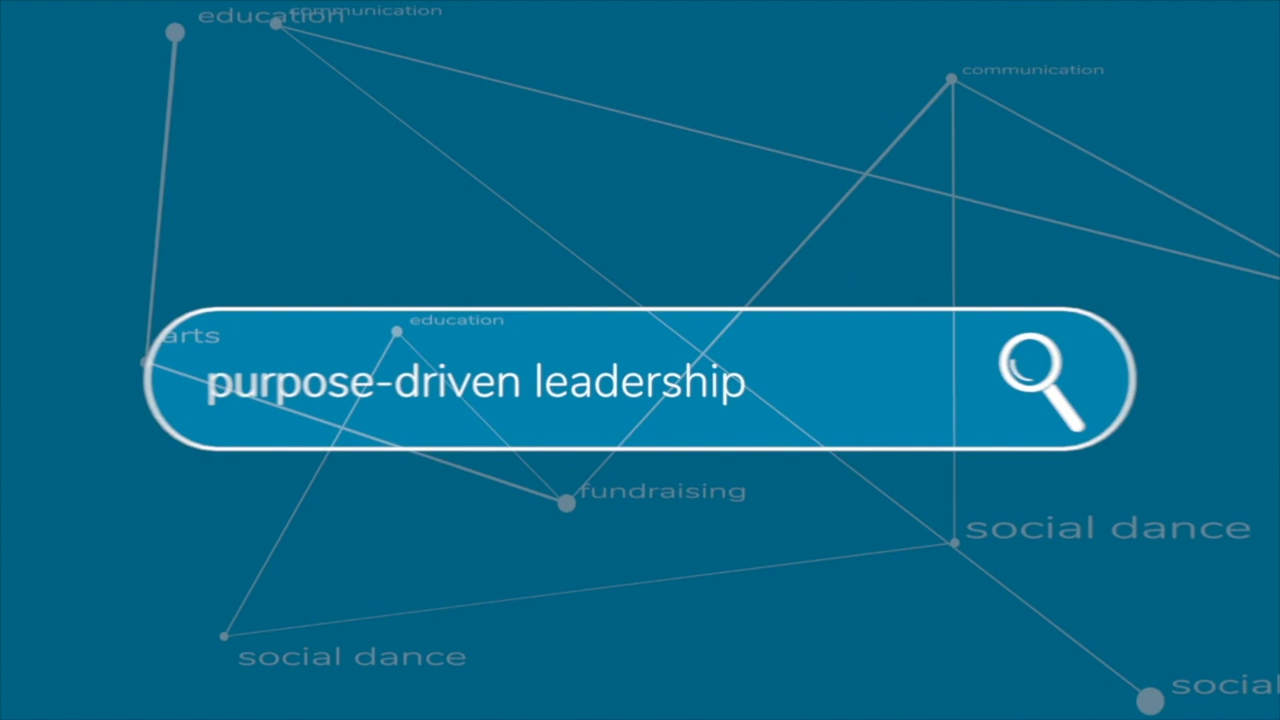 education
communication
communication
education
arts
purpose-driven leadership
fundraising
social dance
social dance
social